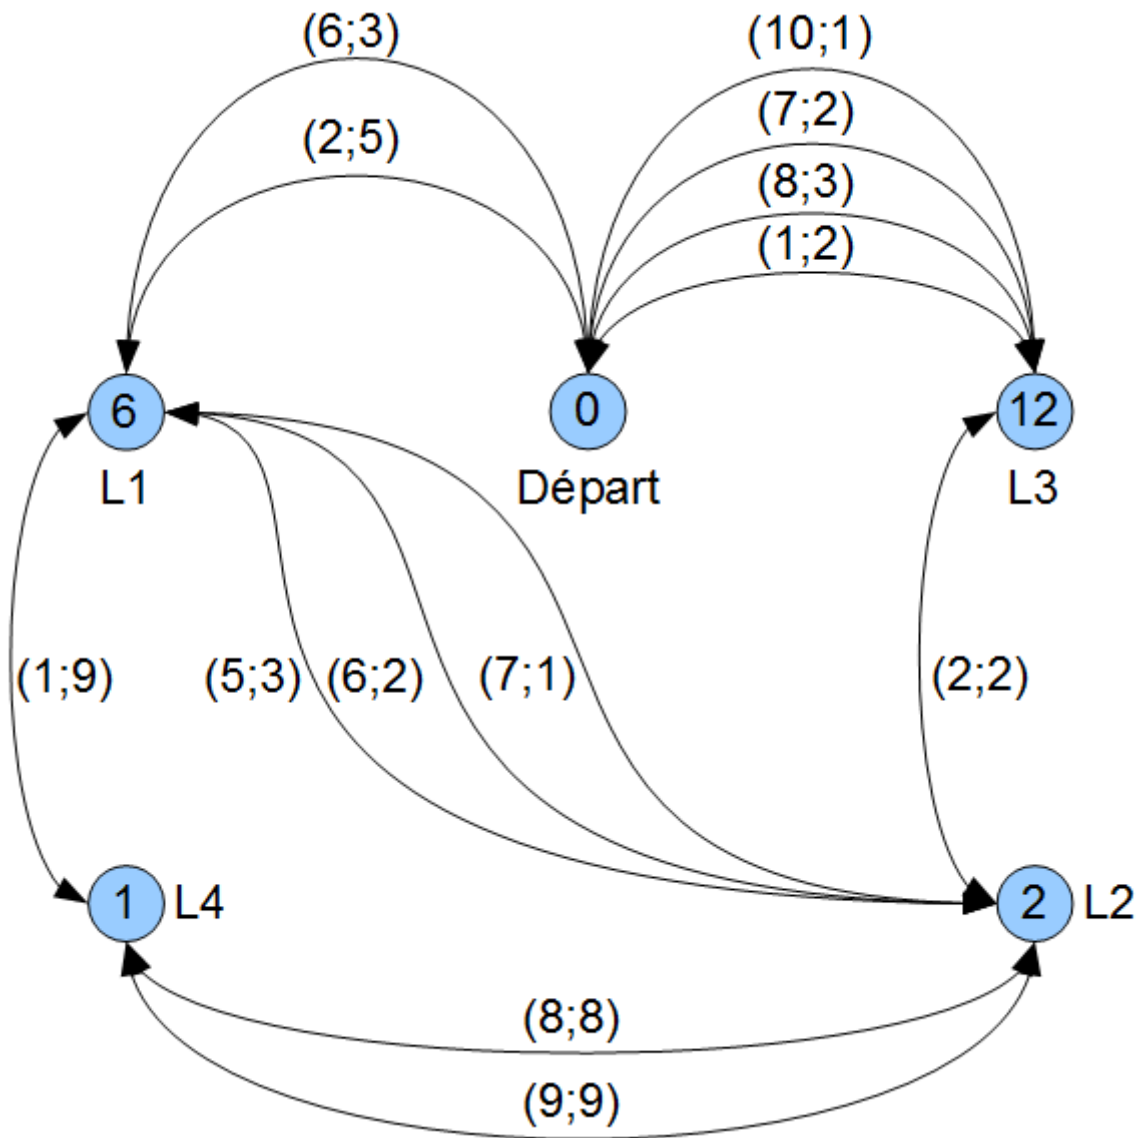 (6;3) (10;1)
(7;2)
(2;5)
(8;3)
(1;2)
6 0 12
L1 Départ L3
(1;9) (5;3) (6;2) (7;1) (2;2)
1 L4 2 L2
(8;8)
(9;9)